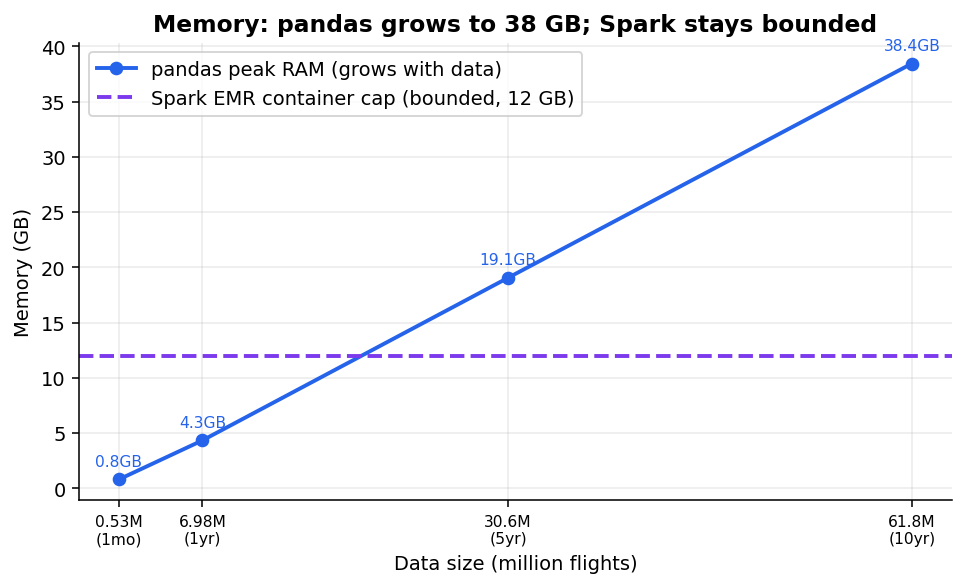 Memory: pandas grows to 38 GB; Spark stays bounded
pandas peak RAM (grows with data)
Spark EMR container cap (bounded, 12 GB)
Memory (GB)
40
35
30
25
20
15
10
5
0
0.8GB
4.3GB
19.1GB
38.4GB
0.53M
(1mo)
6.98M
(1yr)
30.6M
(5yr)
61.8M
(10yr)
Data size (million flights)